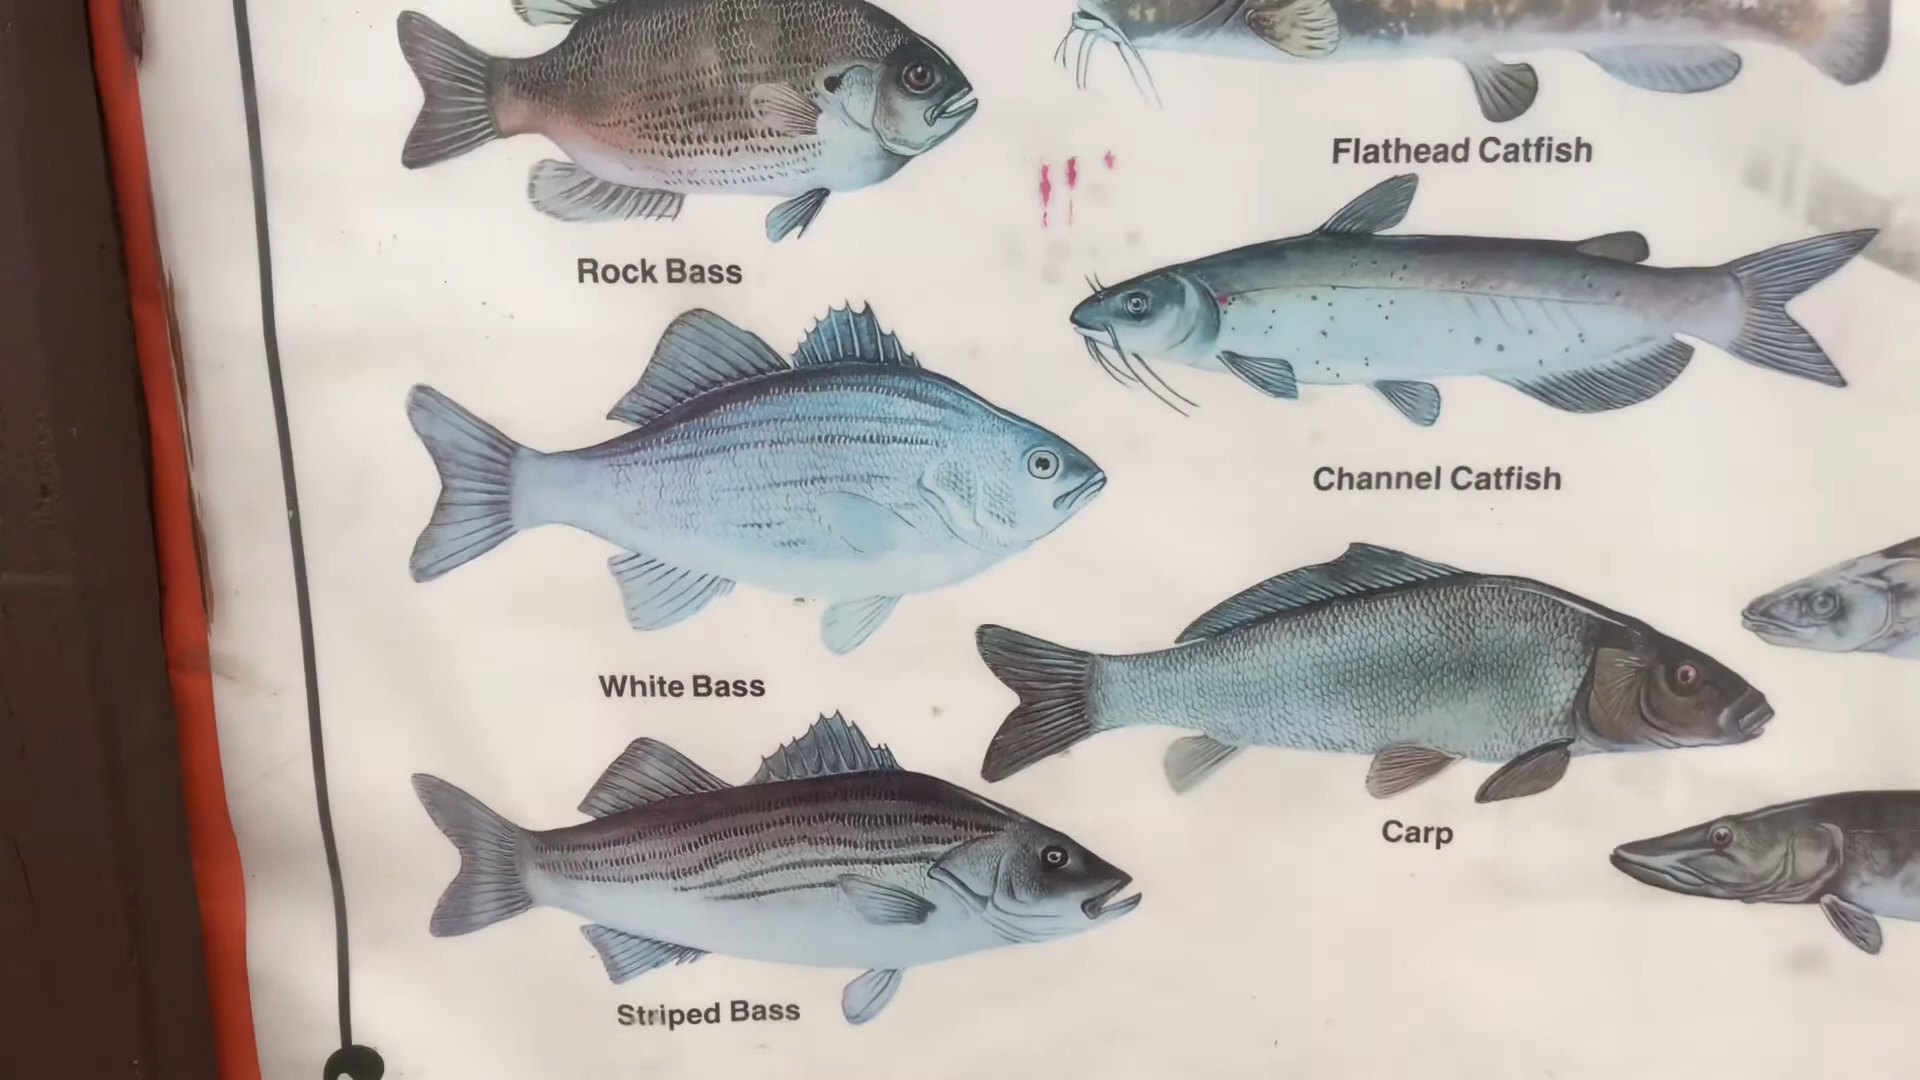 Flathead Catfish
Rock Bass
Channel Catfish
White Bass
Carp
Striped Bass